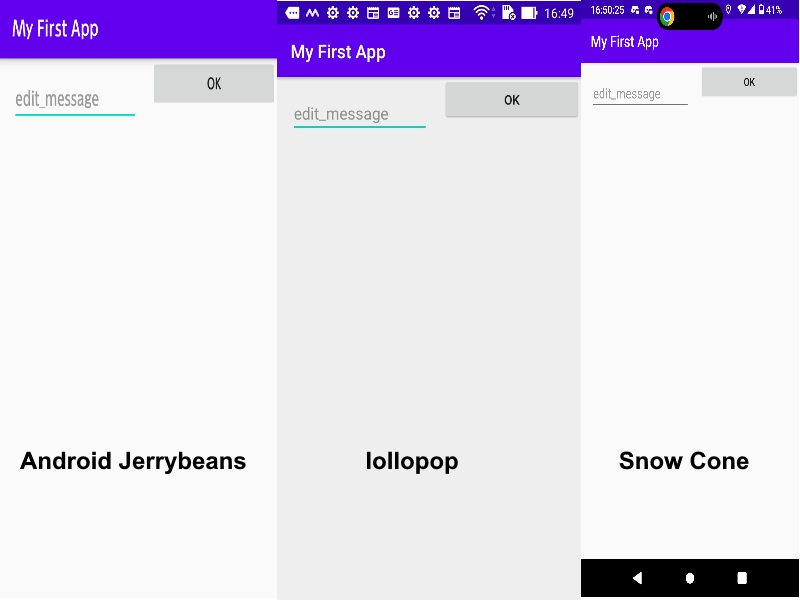 My First App
OK
edit_message
Android Jerrybeans
16:49
My First App
OK
edit_message
lollopop
16:50:25
41%
My First App
OK
edit_message
Snow Cone